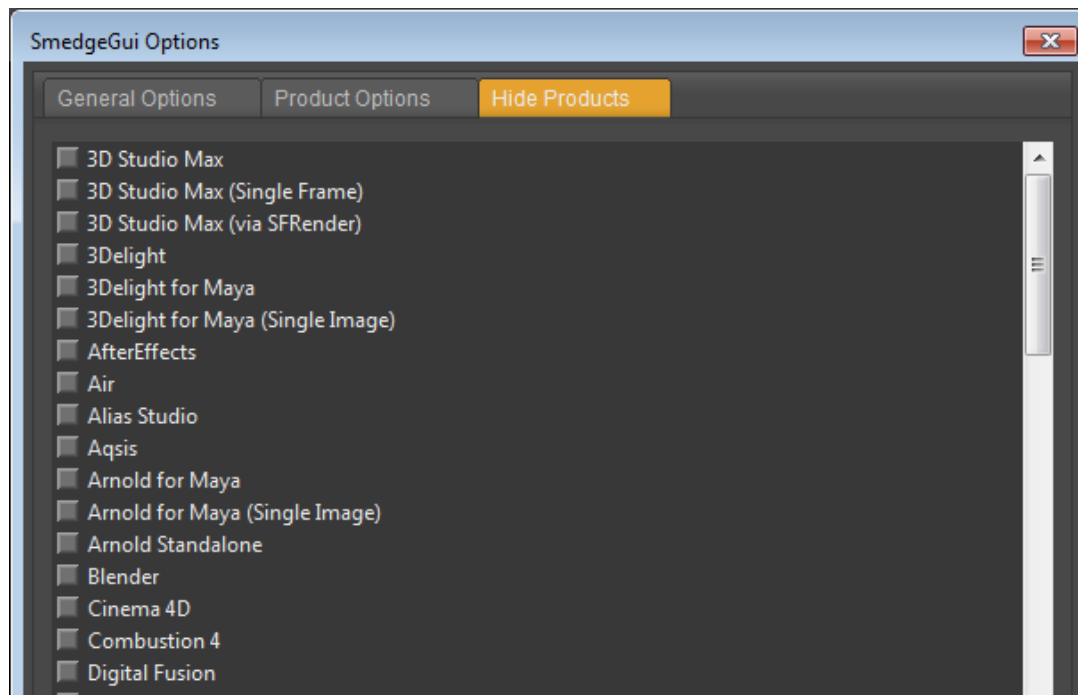 SmedgeGui Options
General Options Product Options Hide Products
3D Studio Max
3D Studio Max (Single Frame)
3D Studio Max (via SFRender)
3Delight
3Delight for Maya
3Delight for Maya (Single Image)
AfterEffects
Air
Alias Studio
Aqsis
Arnold for Maya
Arnold for Maya (Single Image)
Arnold Standalone
Blender
Cinema 4D
Combustion 4
Digital Fusion